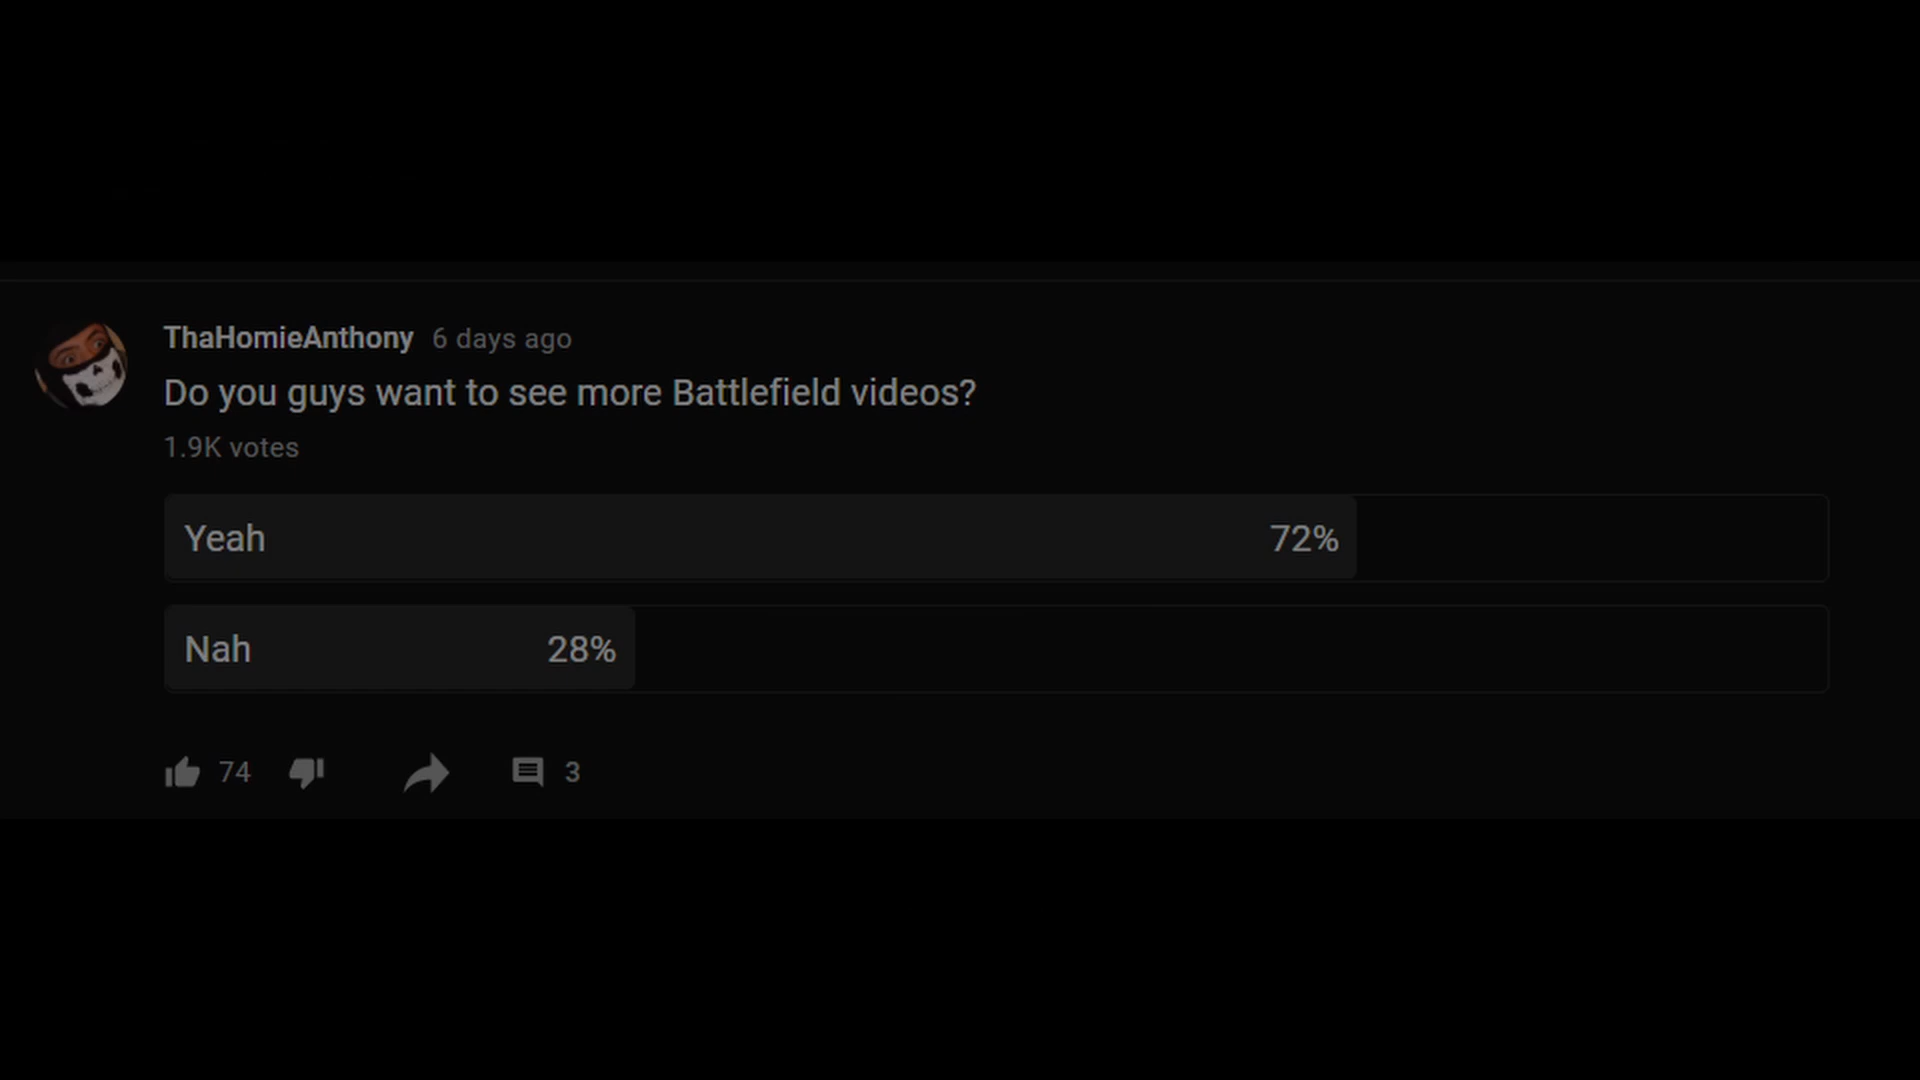 ThaHomieAnthony 6 days ago
Do you guys want to see more Battlefield videos?
1.9K votes
Yeah 72%
Nah 28%
74 3